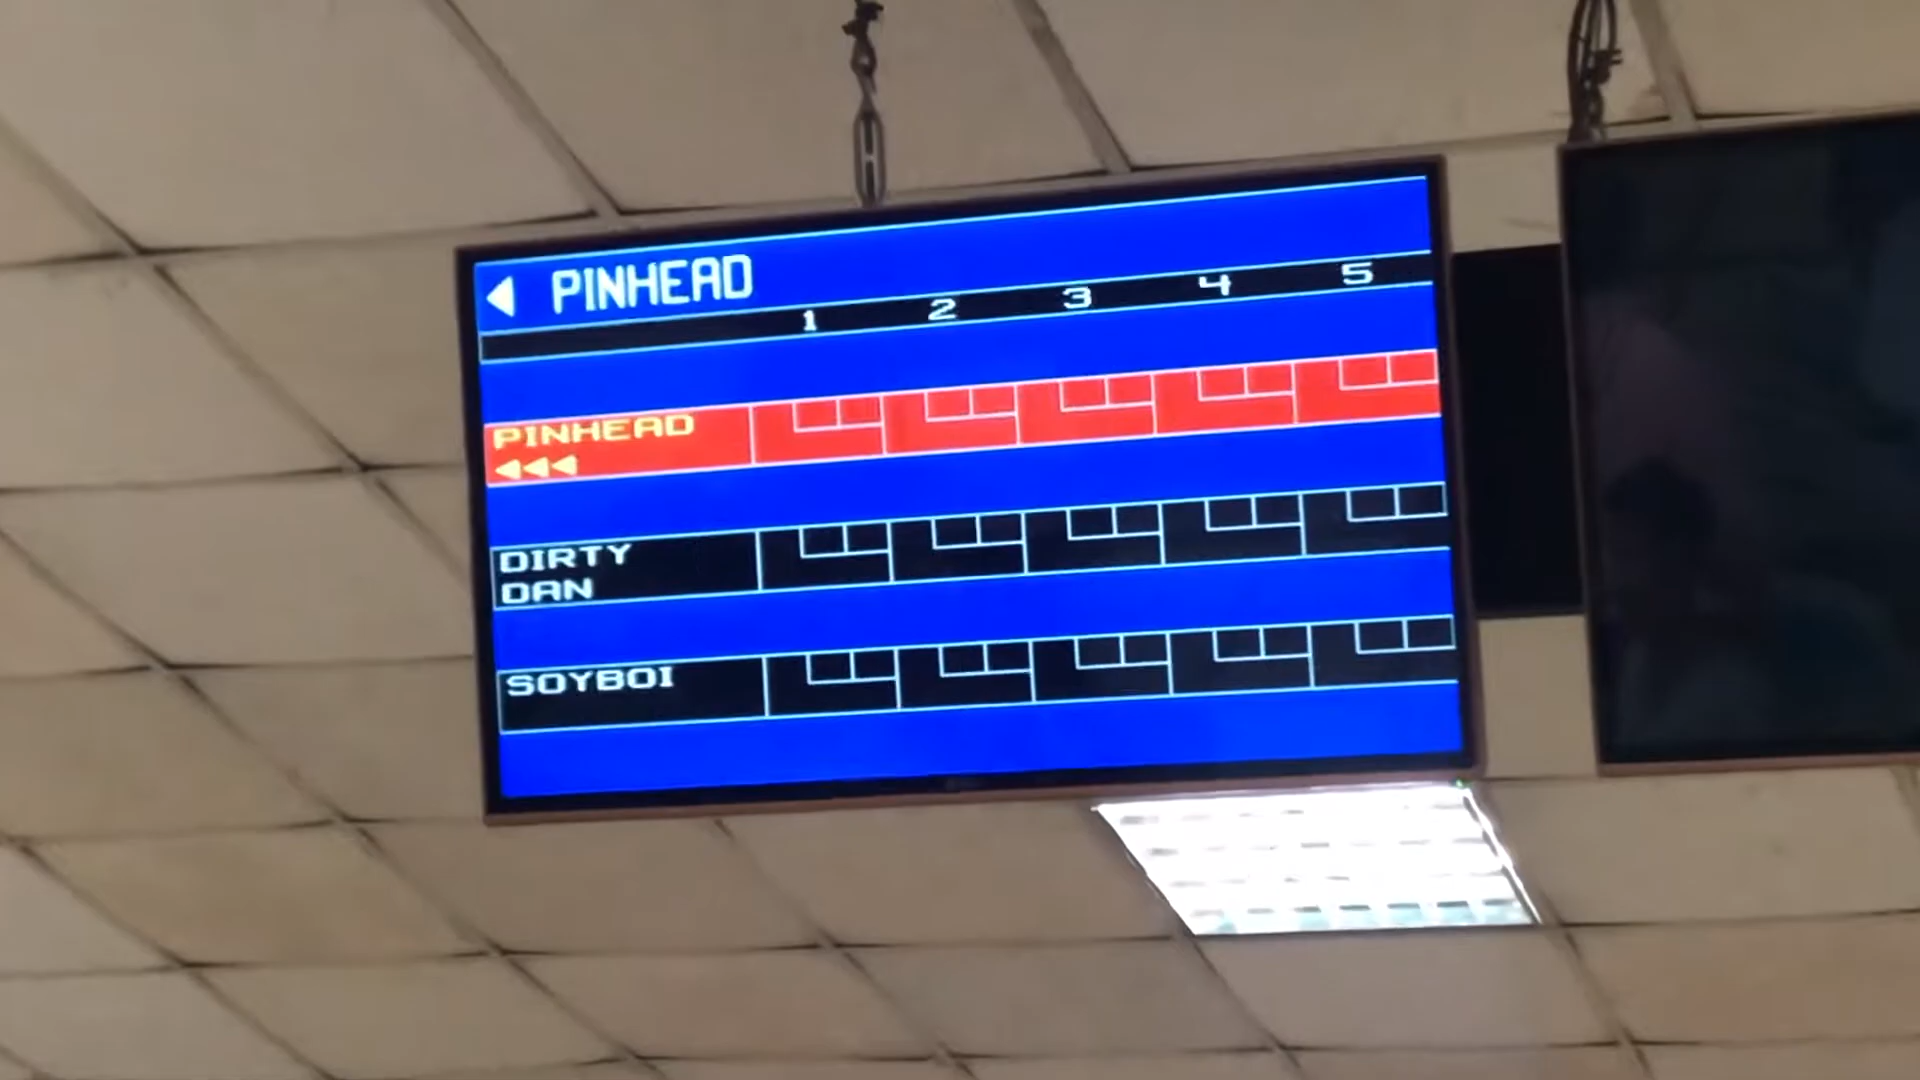 ◀ PINHEAD
1 2 3 4 5
PINHEAD
◀◀◀
DIRTY
DAN
SOYBOI